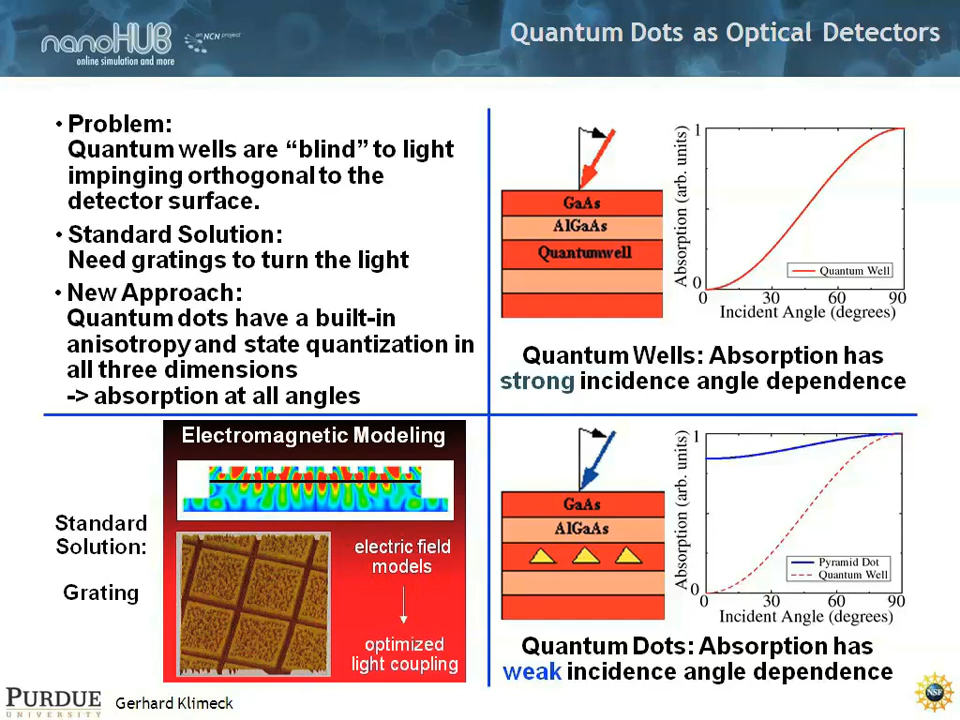 nanoHUB
an NCN project
online simulation and more
Quantum Dots as Optical Detectors
• Problem:
Quantum wells are “blind” to light
impinging orthogonal to the
detector surface.
• Standard Solution:
Need gratings to turn the light
• New Approach:
Quantum dots have a built-in
anisotropy and state quantization in
all three dimensions
-> absorption at all angles
GaAs
AlGaAs
Quantumwell
Absorption (arb. units)
1
0
Quantum Well
0 30 60 90
Incident Angle (degrees)
Quantum Wells: Absorption has
strong incidence angle dependence
Standard
Solution:
Grating
Electromagnetic Modeling
electric field
models
optimized
light coupling
GaAs
AlGaAs
Absorption (arb. units)
1
0
Pyramid Dot
Quantum Well
0 30 60 90
Incident Angle (degrees)
Quantum Dots: Absorption has
weak incidence angle dependence
PURDUE
UNIVERSITY
Gerhard Klimeck
NSF